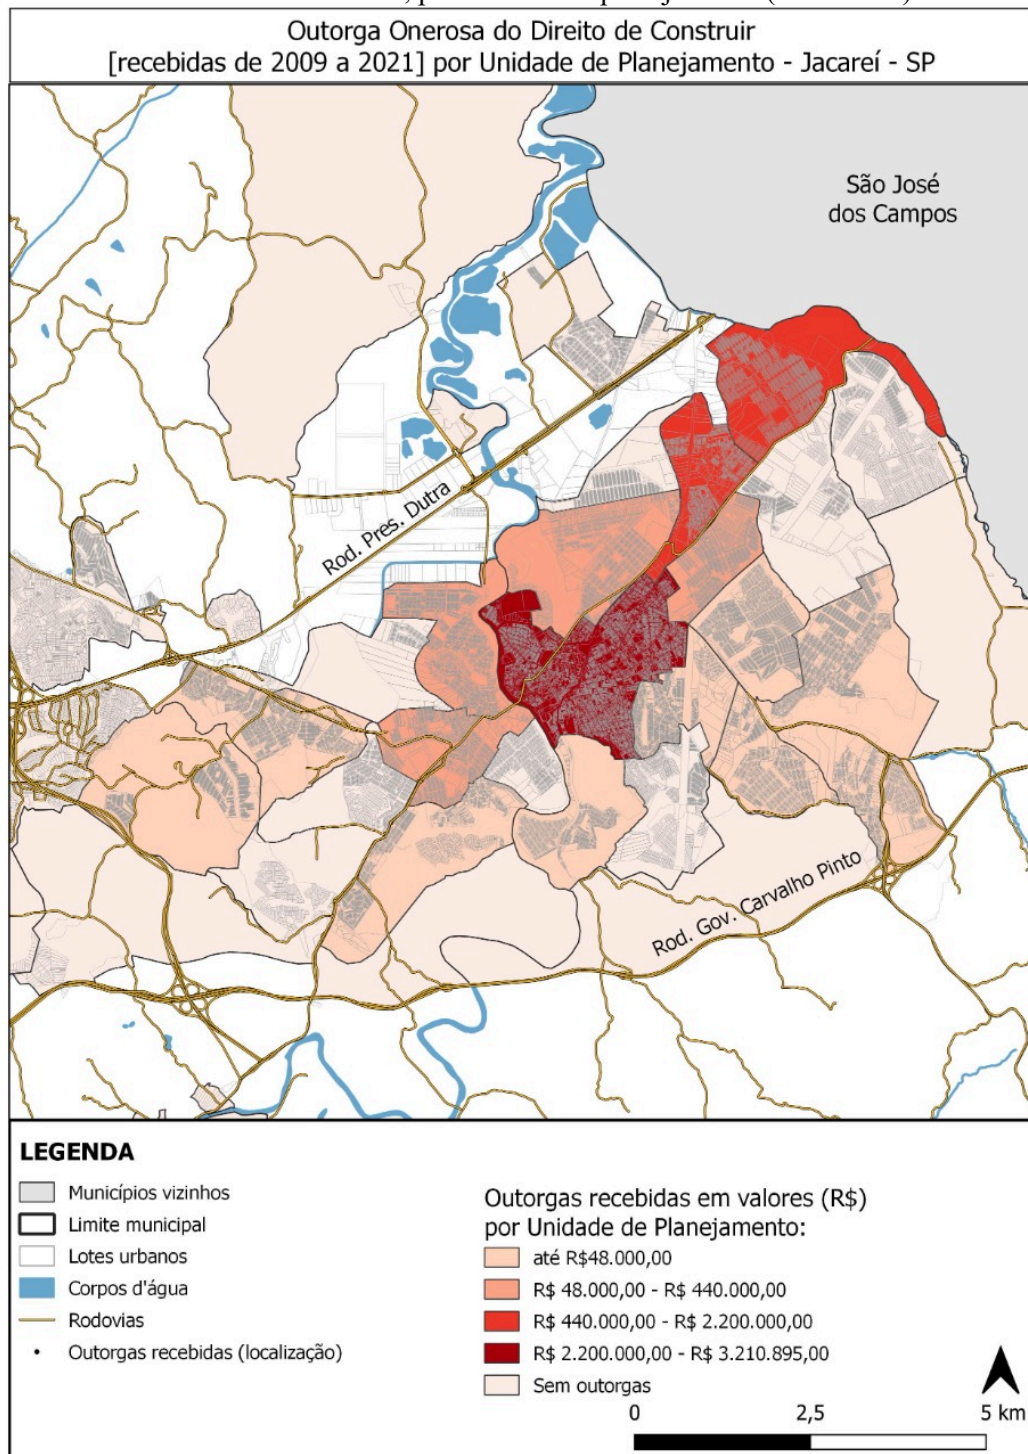 Outorga Onerosa do Direito de Construir
[recebidas de 2009 a 2021] por Unidade de Planejamento - Jacareí - SP
São José
dos Campos
Rod. Pres. Dutra
Rod. Gov. Carvalho Pinto
LEGENDA
Municípios vizinhos
Limite municipal
Lotes urbanos
Corpos d'água
Rodovias
Outorgas recebidas (localização)
Outorgas recebidas em valores (R$)
por Unidade de Planejamento:
até R$48.000,00
R$ 48.000,00 - R$ 440.000,00
R$ 440.000,00 - R$ 2.200.000,00
R$ 2.200.000,00 - R$ 3.210.895,00
Sem outorgas
0 2,5 5 km